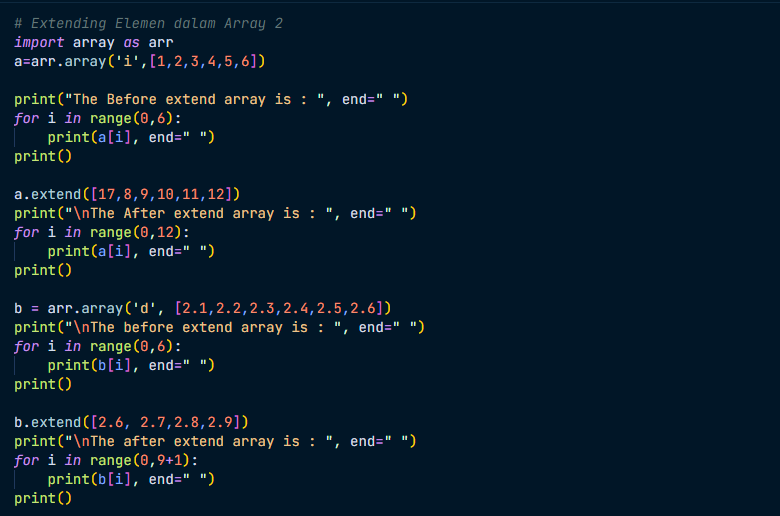 # Extending Elemen dalam Array 2
import array as arr
a=arr.array('i',[1,2,3,4,5,6])
print("The Before extend array is : ", end=" ")
for i in range(0,6):
    print(a[i], end=" ")
print()
a.extend([17,8,9,10,11,12])
print("\nThe After extend array is : ", end=" ")
for i in range(0,12):
    print(a[i], end=" ")
print()
b = arr.array('d', [2.1,2.2,2.3,2.4,2.5,2.6])
print("\nThe before extend array is : ", end=" ")
for i in range(0,6):
    print(b[i], end=" ")
print()
b.extend([2.6, 2.7,2.8,2.9])
print("\nThe after extend array is : ", end=" ")
for i in range(0,9+1):
    print(b[i], end=" ")
print()